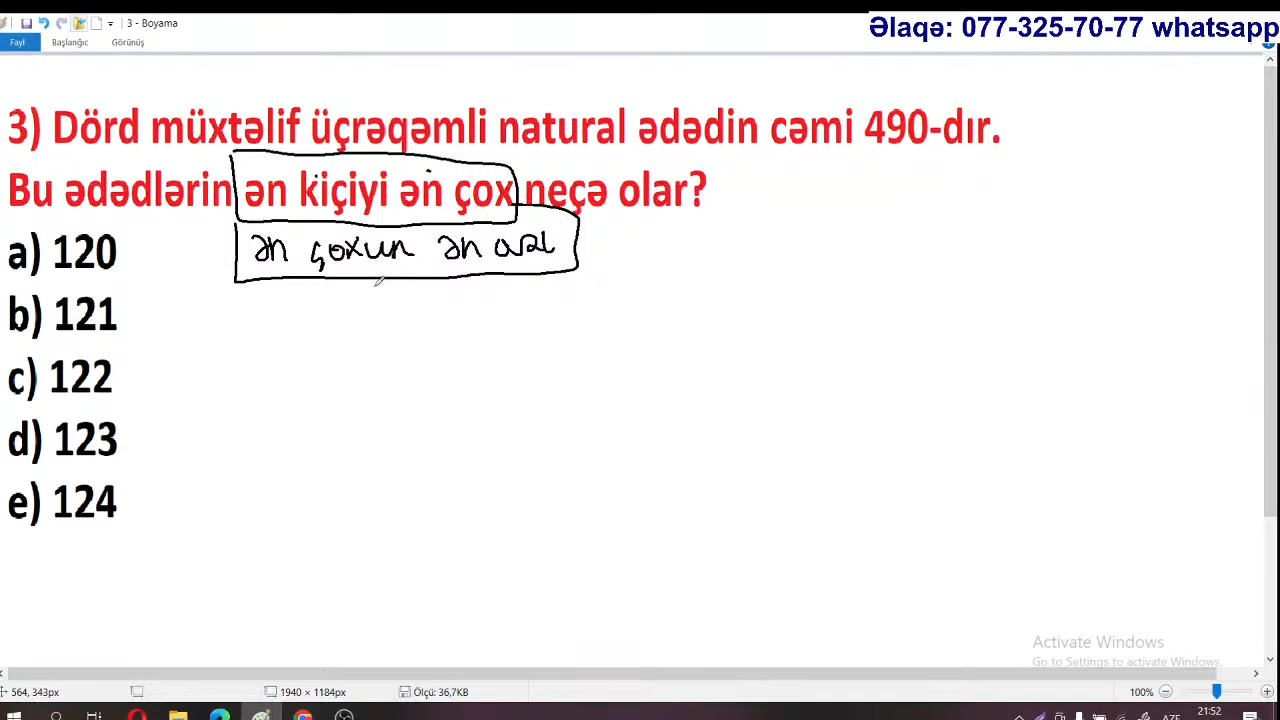 3 - Boyama
Əlaqə: 077-325-70-77 whatsapp
Fayl Başlanğıc Görünüş
3) Dörd müxtəlif üçrəqəmli natural ədədin cəmi 490-dır.
Bu ədədlərin ən kiçiyi ən çox neçə olar?
ən çoxun ən azı
a) 120
b) 121
c) 122
d) 123
e) 124
Activate Windows
Go to Settings to activate Windows.
564, 343px 1940 × 1184px Ölçü: 36,7KB 100%
AZE 21:52